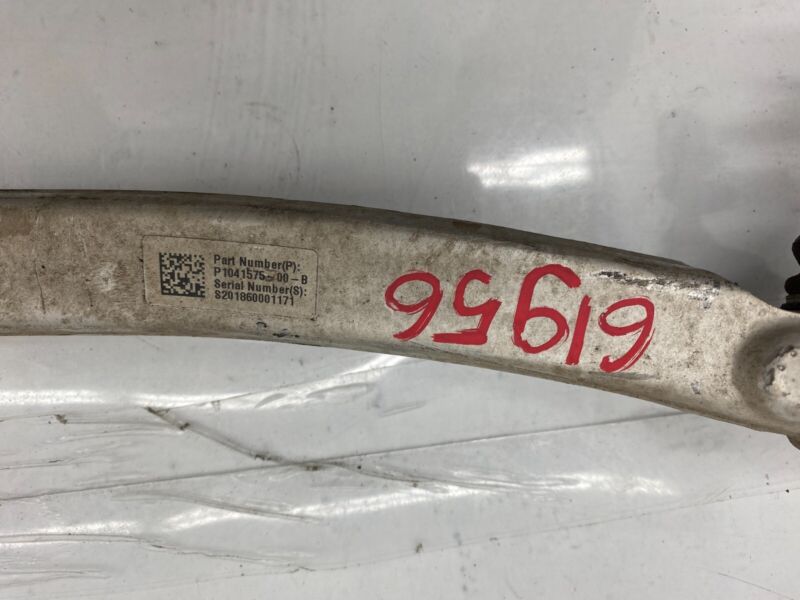 Part Number(P):
P1041575-00-B
Serial Number(S):
S201860001171
61956